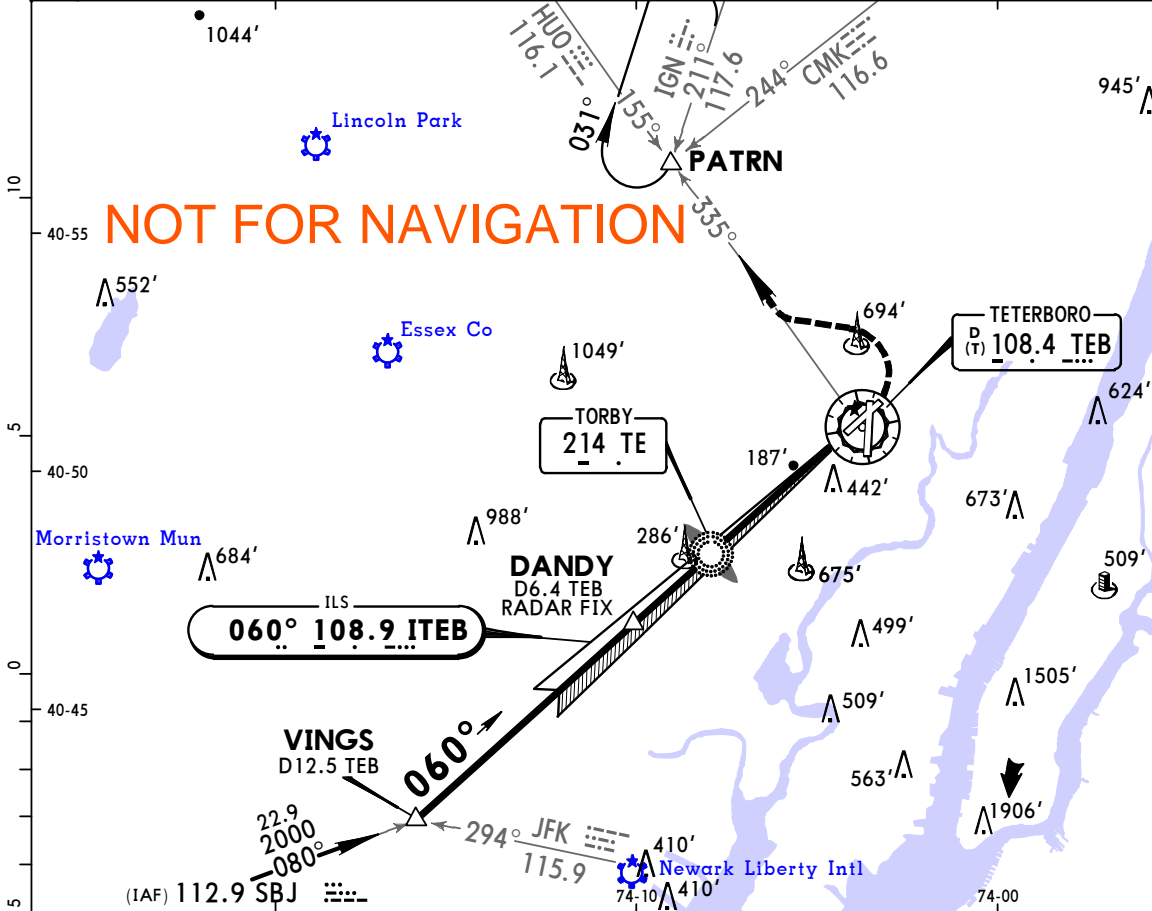 1044'
HUO
116.1
IGN
211°
117.6
CMK
116.6
244°
155°
031°
945'
Lincoln Park
PATRN
10
335°
NOT FOR NAVIGATION
40-55
552'
Essex Co
694'
TETERBORO
D
(T) 108.4 TEB
1049'
624'
TORBY
214 TE
5
187'
40-50
442'
673'
988'
286'
Morristown Mun
684'
DANDY
D6.4 TEB
RADAR FIX
675'
509'
ILS
060° 108.9 ITEB
499'
0
1505'
509'
40-45
060°
VINGS
D12.5 TEB
563'
1906'
22.9
2000
080°
294° JFK
115.9
410'
Newark Liberty Intl
(IAF) 112.9 SBJ
410'
5
74-10
74-00